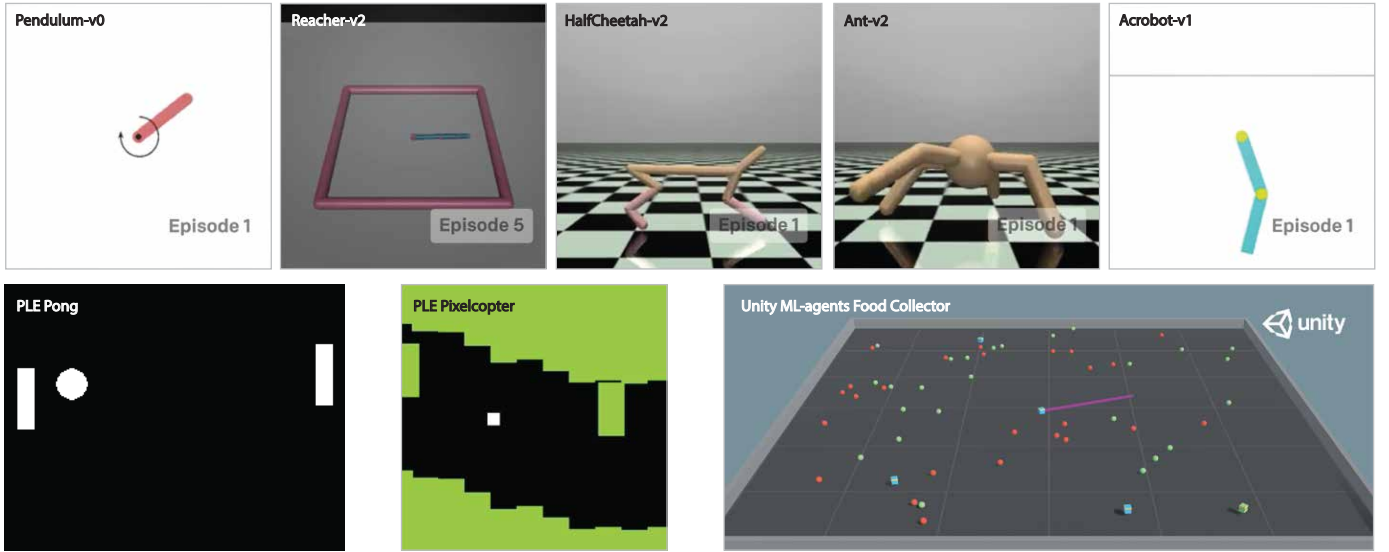 Pendulum-v0
Episode 1
Reacher-v2
Episode 5
HalfCheetah-v2
Episode 1
Ant-v2
Episode 1
Acrobot-v1
Episode 1
PLE Pong
PLE Pixelcopter
Unity ML-agents Food Collector
unity